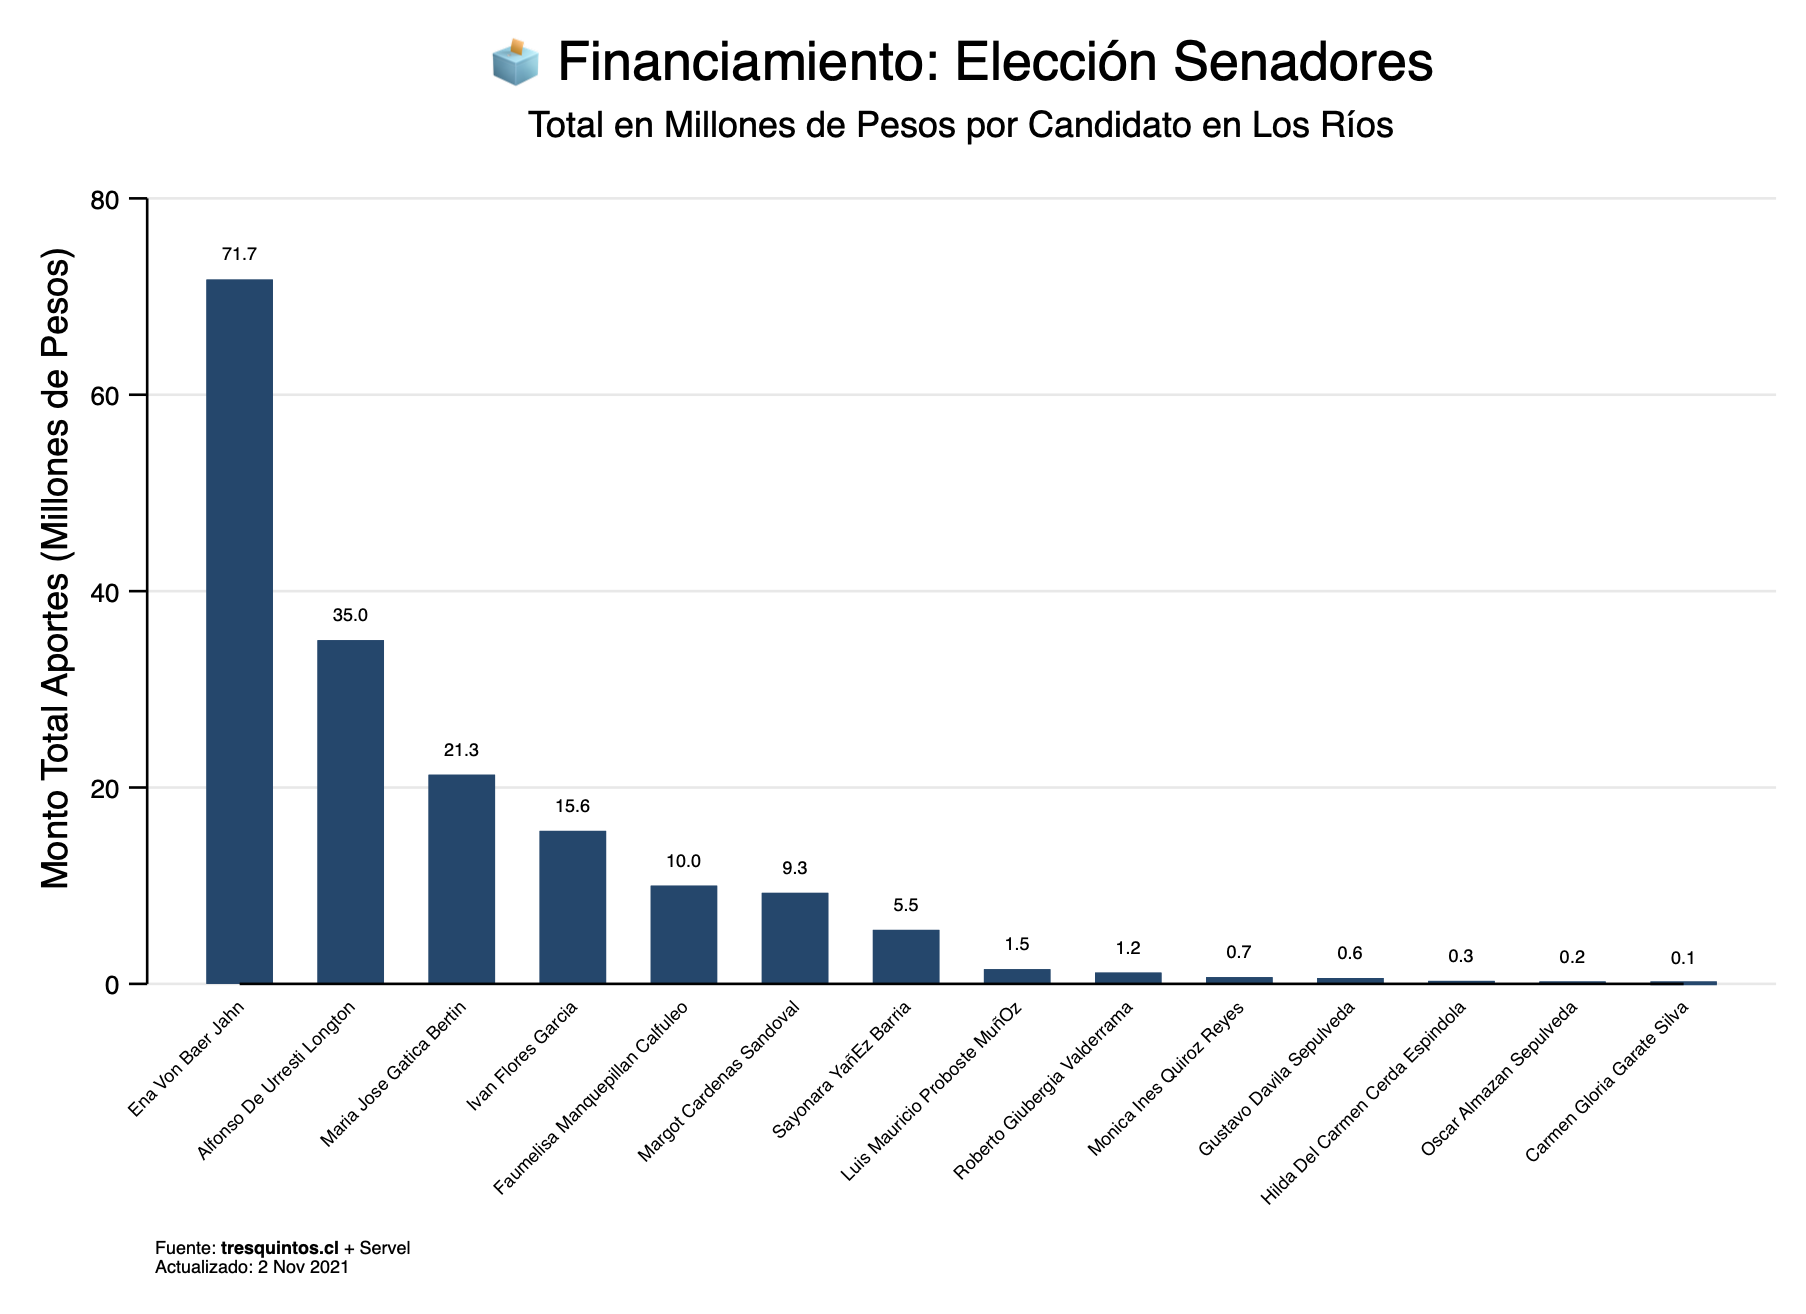 Financiamiento: Elección Senadores
Total en Millones de Pesos por Candidato en Los Ríos
Monto Total Aportes (Millones de Pesos)
80
60
40
20
0
71.7
35.0
21.3
15.6
10.0
9.3
5.5
1.5
1.2
0.7
0.6
0.3
0.2
0.1
Ena Von Baer Jahn
Alfonso De Urresti Longton
Maria Jose Gatica Bertin
Ivan Flores Garcia
Faumelisa Manquepillan Calfuleo
Margot Cardenas Sandoval
Sayonara YañEz Barria
Luis Mauricio Proboste MuñOz
Roberto Giubergia Valderrama
Monica Ines Quiroz Reyes
Gustavo Davila Sepulveda
Hilda Del Carmen Cerda Espindola
Oscar Almazan Sepulveda
Carmen Gloria Garate Silva
Fuente: tresquintos.cl + Servel
Actualizado: 2 Nov 2021